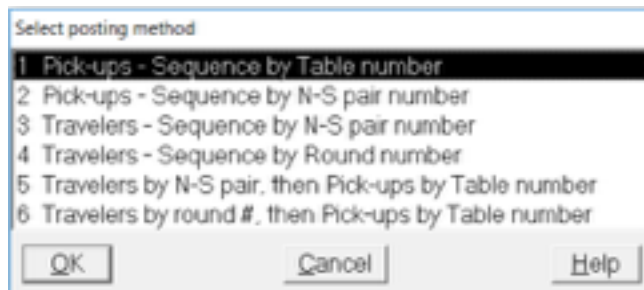 Select posting method
1 Pick-ups - Sequence by Table number
2 Pick-ups - Sequence by N-S pair number
3 Travelers - Sequence by N-S pair number
4 Travelers - Sequence by Round number
5 Travelers by N-S pair, then Pick-ups by Table number
6 Travelers by round #, then Pick-ups by Table number
OK Cancel Help